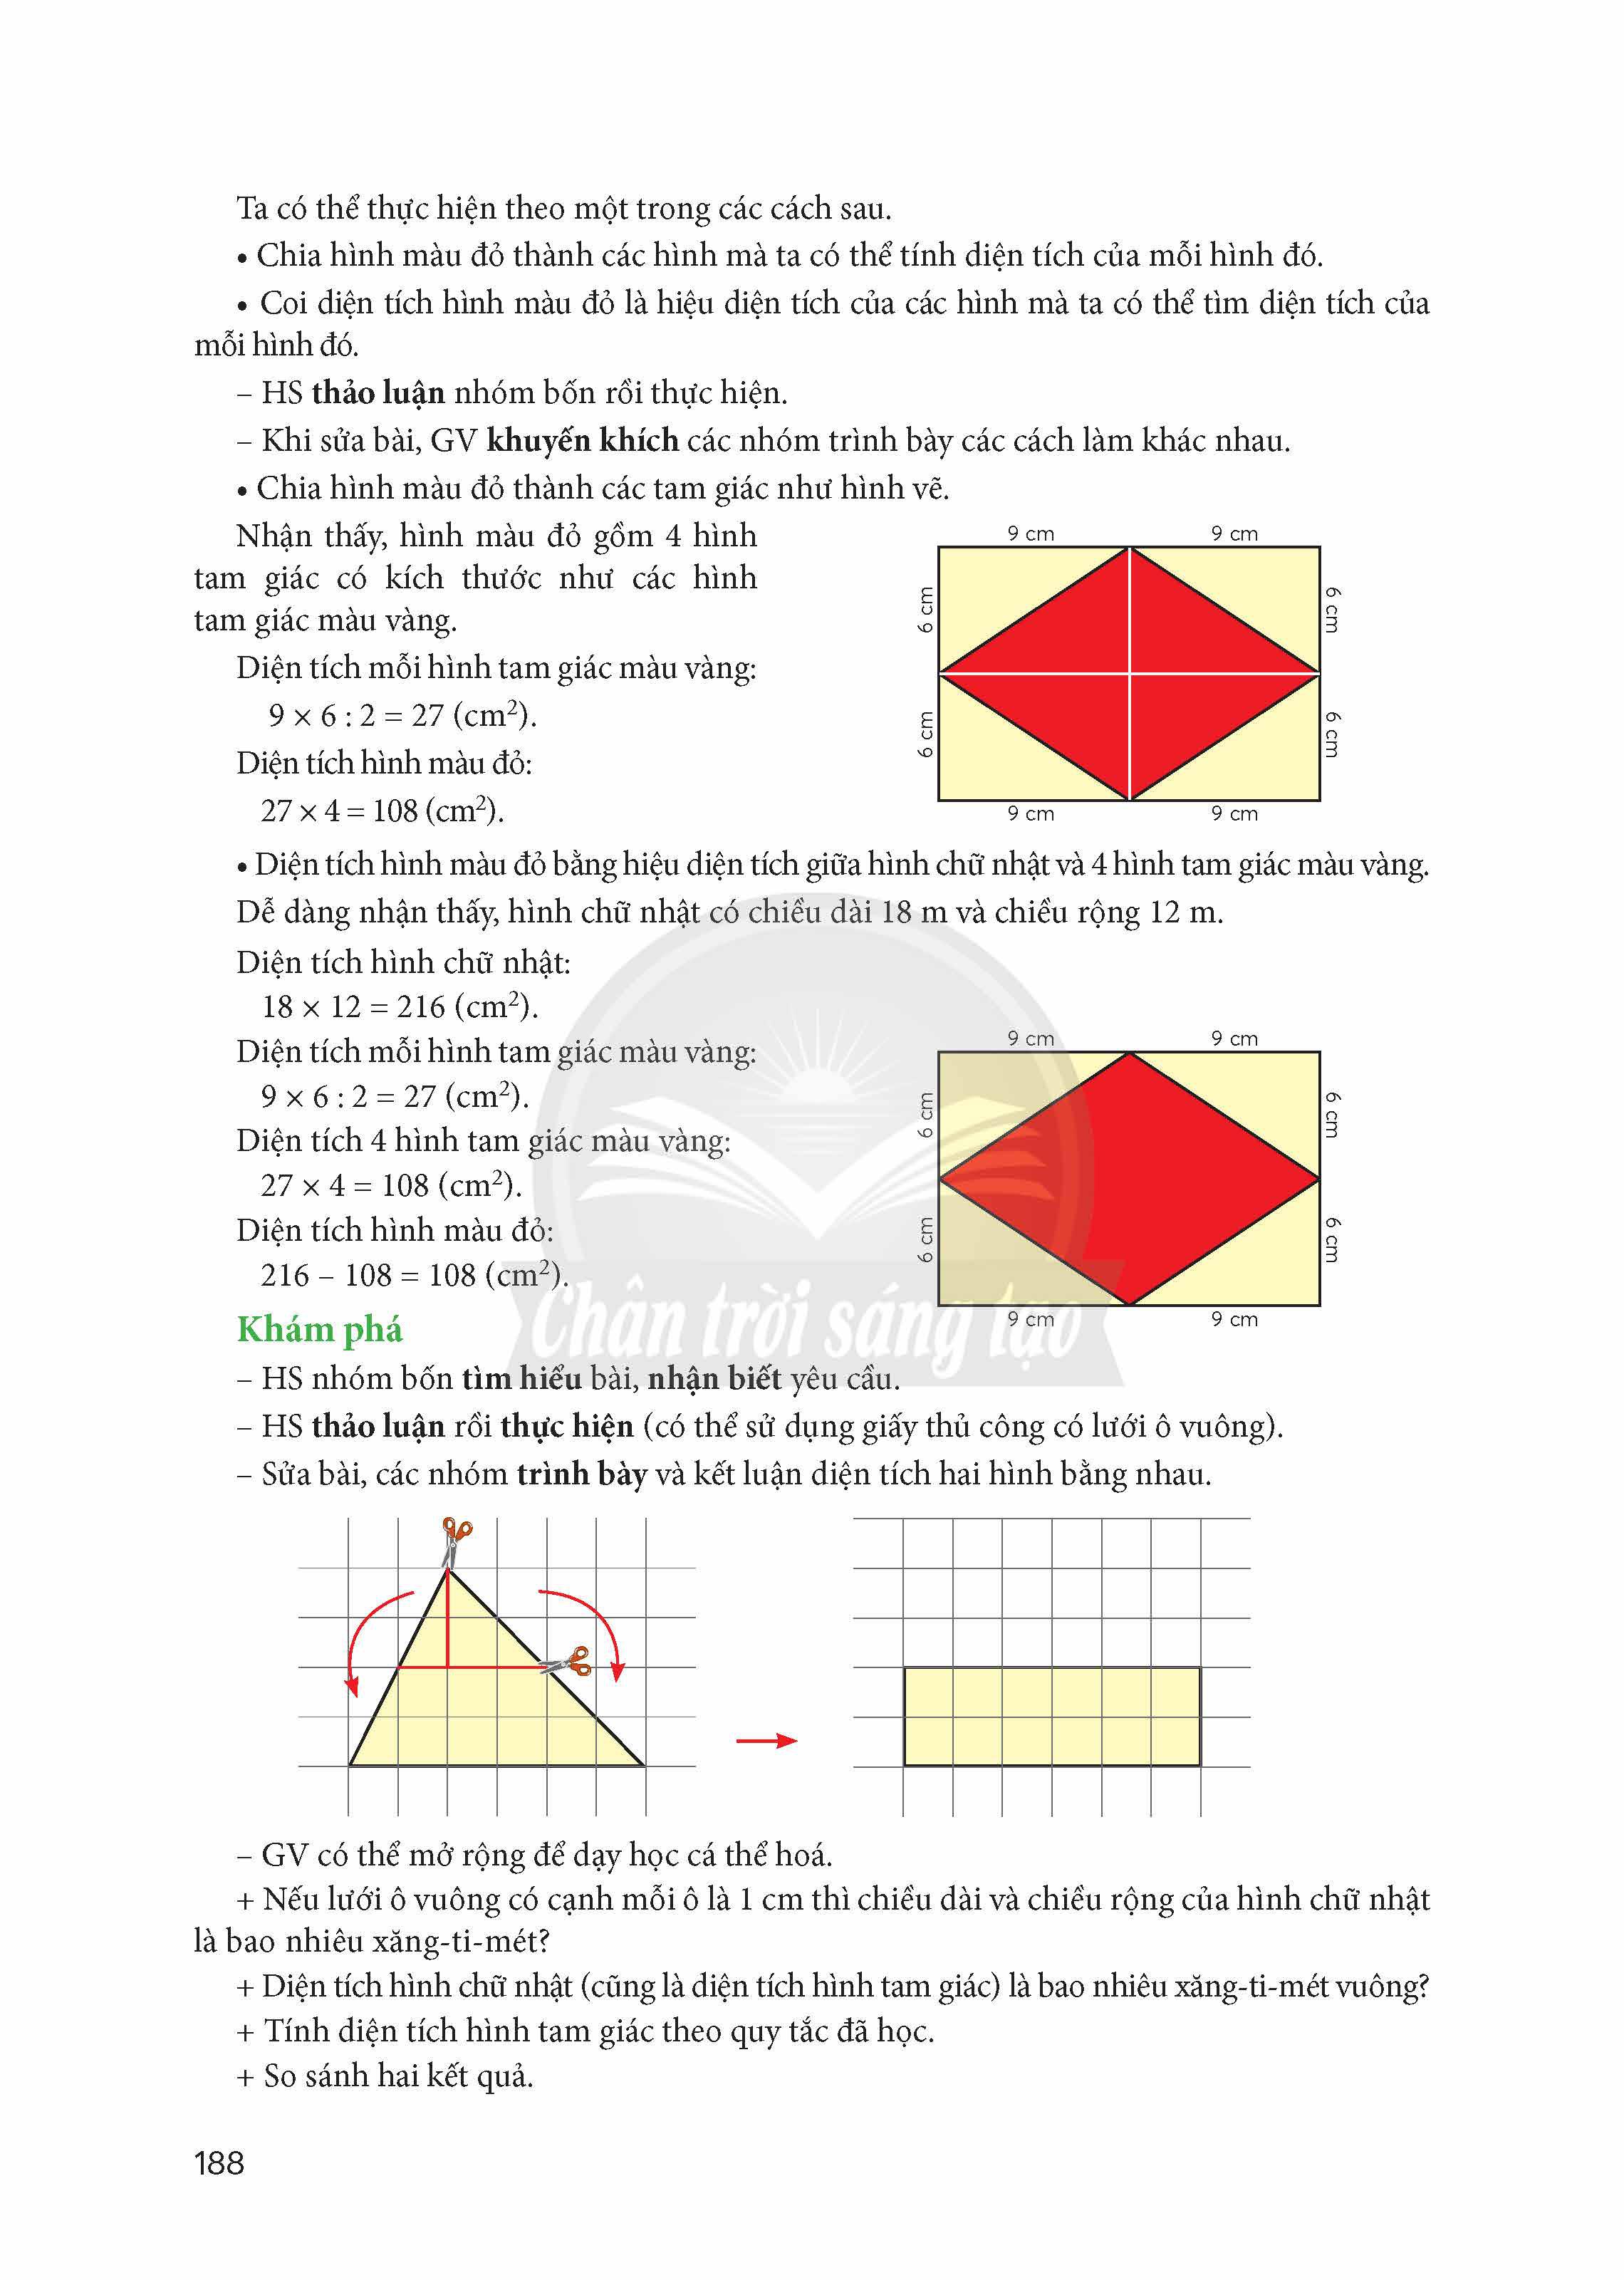 Ta có thể thực hiện theo một trong các cách sau.
• Chia hình màu đỏ thành các hình mà ta có thể tính diện tích của mỗi hình đó.
• Coi diện tích hình màu đỏ là hiệu diện tích của các hình mà ta có thể tìm diện tích của
mỗi hình đó.
– HS thảo luận nhóm bốn rồi thực hiện.
– Khi sửa bài, GV khuyến khích các nhóm trình bày các cách làm khác nhau.
• Chia hình màu đỏ thành các tam giác như hình vẽ.
Nhận thấy, hình màu đỏ gồm 4 hình
tam giác có kích thước như các hình
tam giác màu vàng.
Diện tích mỗi hình tam giác màu vàng:
9 × 6 : 2 = 27 (cm²).
Diện tích hình màu đỏ:
27 × 4 = 108 (cm²).
9 cm 9 cm
6 cm 6 cm
6 cm 6 cm
9 cm 9 cm
• Diện tích hình màu đỏ bằng hiệu diện tích giữa hình chữ nhật và 4 hình tam giác màu vàng.
Dễ dàng nhận thấy, hình chữ nhật có chiều dài 18 m và chiều rộng 12 m.
Diện tích hình chữ nhật:
18 × 12 = 216 (cm²).
Diện tích mỗi hình tam giác màu vàng:
9 × 6 : 2 = 27 (cm²).
Diện tích 4 hình tam giác màu vàng:
27 × 4 = 108 (cm²).
Diện tích hình màu đỏ:
216 – 108 = 108 (cm²).
9 cm 9 cm
6 cm 6 cm
6 cm 6 cm
9 cm 9 cm
Chân trời sáng tạo
Khám phá
– HS nhóm bốn tìm hiểu bài, nhận biết yêu cầu.
– HS thảo luận rồi thực hiện (có thể sử dụng giấy thủ công có lưới ô vuông).
– Sửa bài, các nhóm trình bày và kết luận diện tích hai hình bằng nhau.
– GV có thể mở rộng để dạy học cá thể hoá.
+ Nếu lưới ô vuông có cạnh mỗi ô là 1 cm thì chiều dài và chiều rộng của hình chữ nhật
là bao nhiêu xăng-ti-mét?
+ Diện tích hình chữ nhật (cũng là diện tích hình tam giác) là bao nhiêu xăng-ti-mét vuông?
+ Tính diện tích hình tam giác theo quy tắc đã học.
+ So sánh hai kết quả.
188